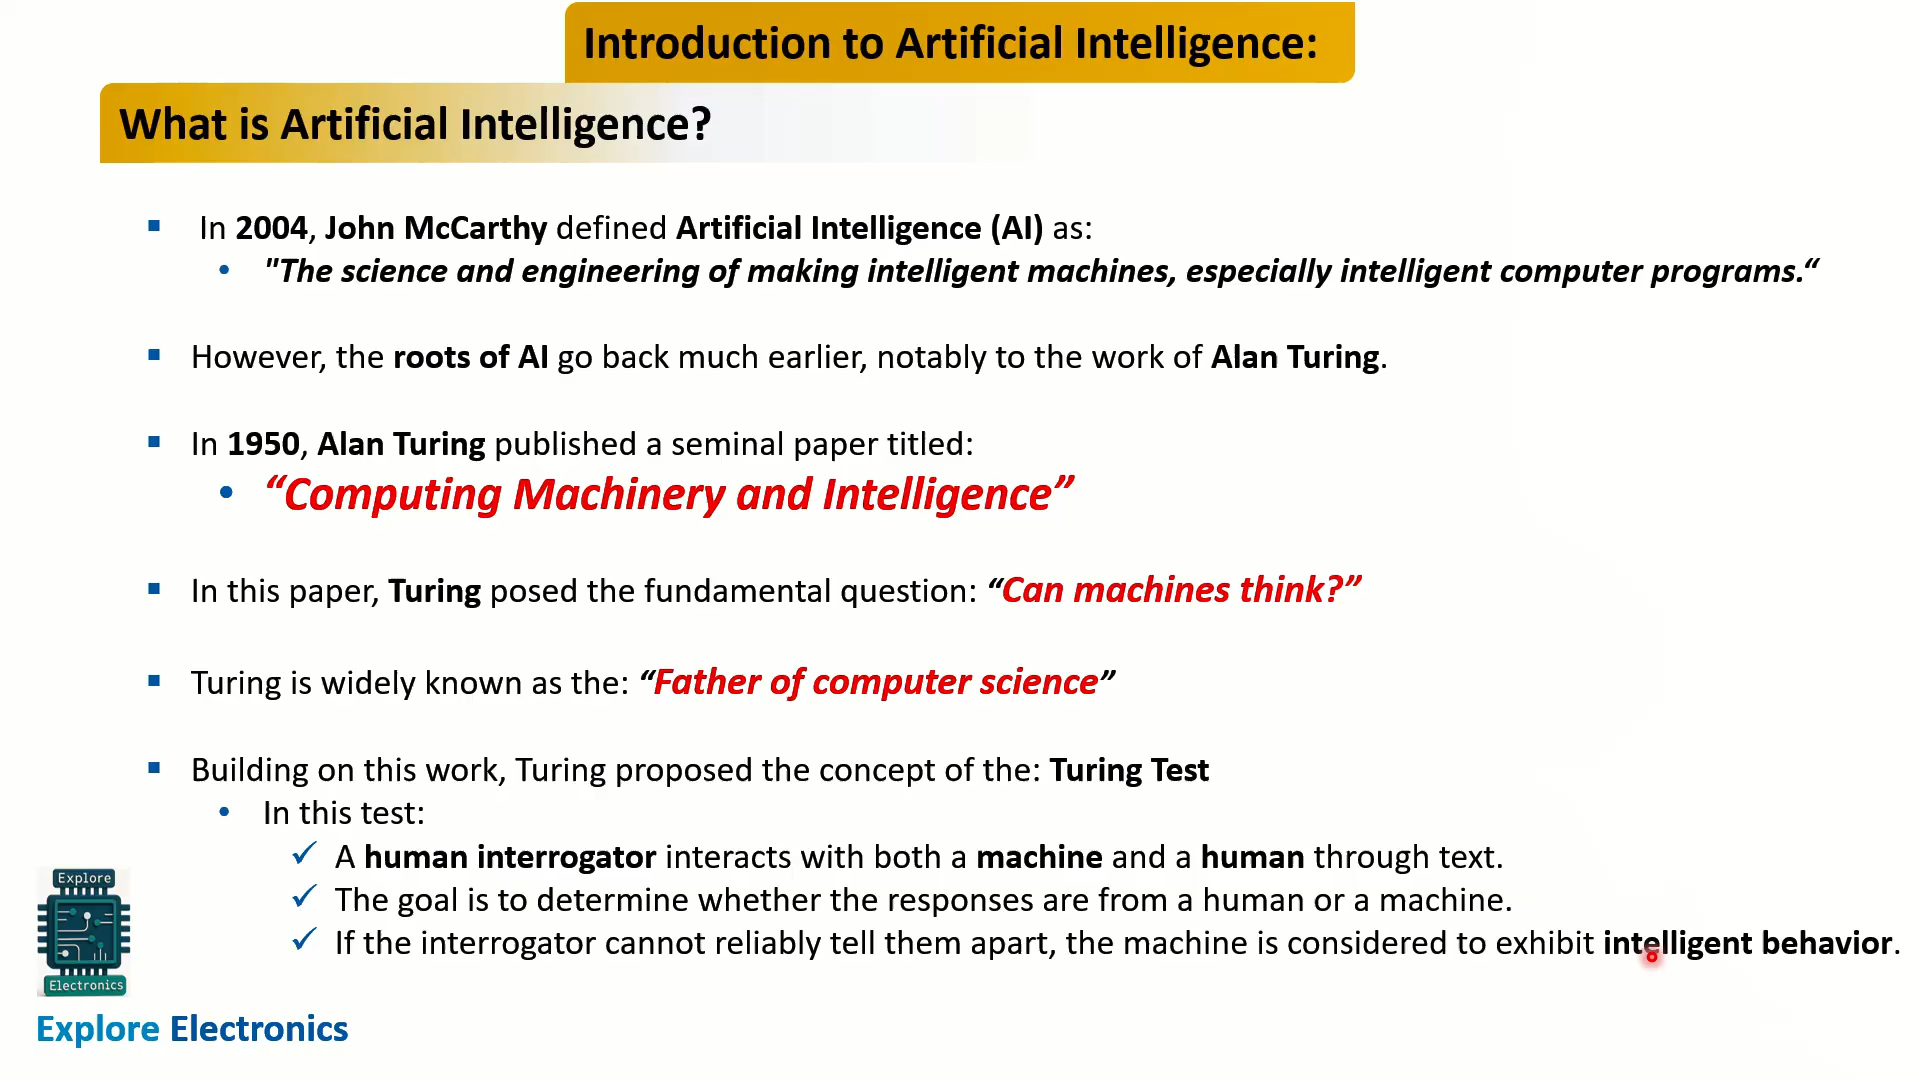 Introduction to Artificial Intelligence:
What is Artificial Intelligence?
In 2004, John McCarthy defined Artificial Intelligence (AI) as:
"The science and engineering of making intelligent machines, especially intelligent computer programs.“
However, the roots of AI go back much earlier, notably to the work of Alan Turing.
In 1950, Alan Turing published a seminal paper titled:
“Computing Machinery and Intelligence”
In this paper, Turing posed the fundamental question: “Can machines think?”
Turing is widely known as the: “Father of computer science”
Building on this work, Turing proposed the concept of the: Turing Test
In this test:
A human interrogator interacts with both a machine and a human through text.
The goal is to determine whether the responses are from a human or a machine.
If the interrogator cannot reliably tell them apart, the machine is considered to exhibit intelligent behavior.
Explore
Electronics
Explore Electronics